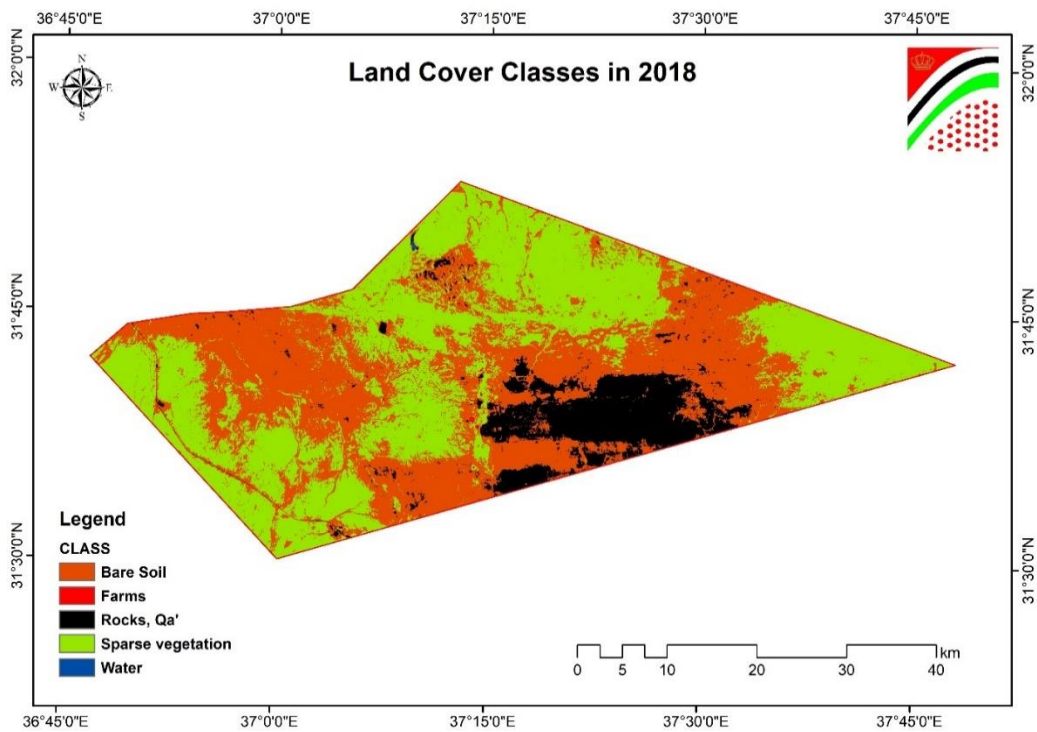 36°45'0"E 37°0'0"E 37°15'0"E 37°30'0"E 37°45'0"E
32°0'0"N
N
W E
S
Land Cover Classes in 2018
32°0'0"N
31°45'0"N
31°45'0"N
31°30'0"N
31°30'0"N
Legend
CLASS
Bare Soil
Farms
Rocks, Qa'
Sparse vegetation
Water
km
0 5 10 20 30 40
36°45'0"E 37°0'0"E 37°15'0"E 37°30'0"E 37°45'0"E